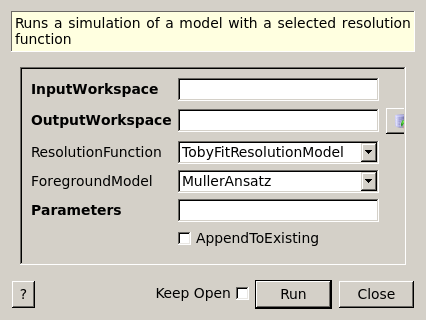 Runs a simulation of a model with a selected resolution
function
InputWorkspace
OutputWorkspace
ResolutionFunction TobyFitResolutionModel
ForegroundModel MullerAnsatz
Parameters
AppendToExisting
? Keep Open Run Close